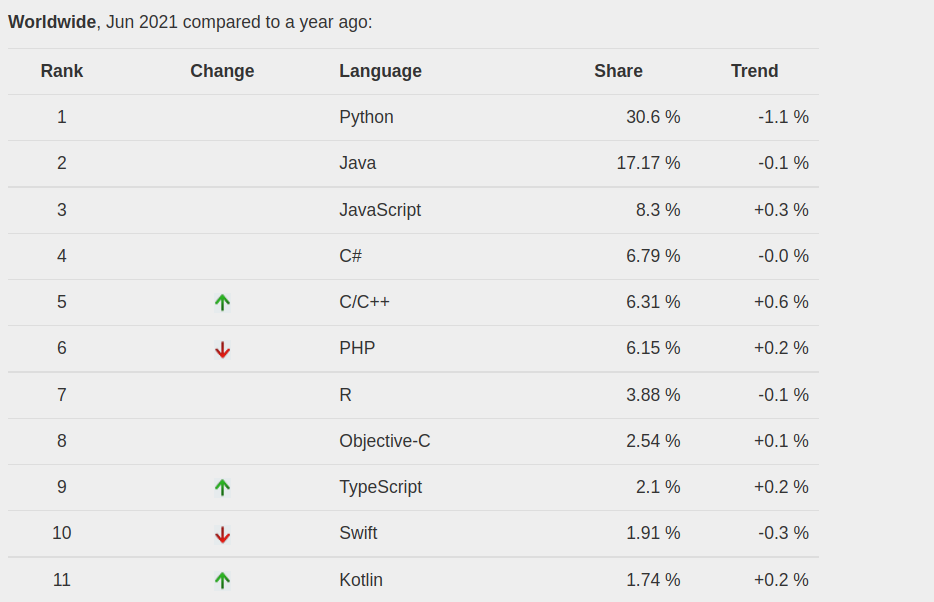 Worldwide, Jun 2021 compared to a year ago:
Rank Change Language Share Trend
1 Python 30.6 % -1.1 %
2 Java 17.17 % -0.1 %
3 JavaScript 8.3 % +0.3 %
4 C# 6.79 % -0.0 %
5 C/C++ 6.31 % +0.6 %
6 PHP 6.15 % +0.2 %
7 R 3.88 % -0.1 %
8 Objective-C 2.54 % +0.1 %
9 TypeScript 2.1 % +0.2 %
10 Swift 1.91 % -0.3 %
11 Kotlin 1.74 % +0.2 %